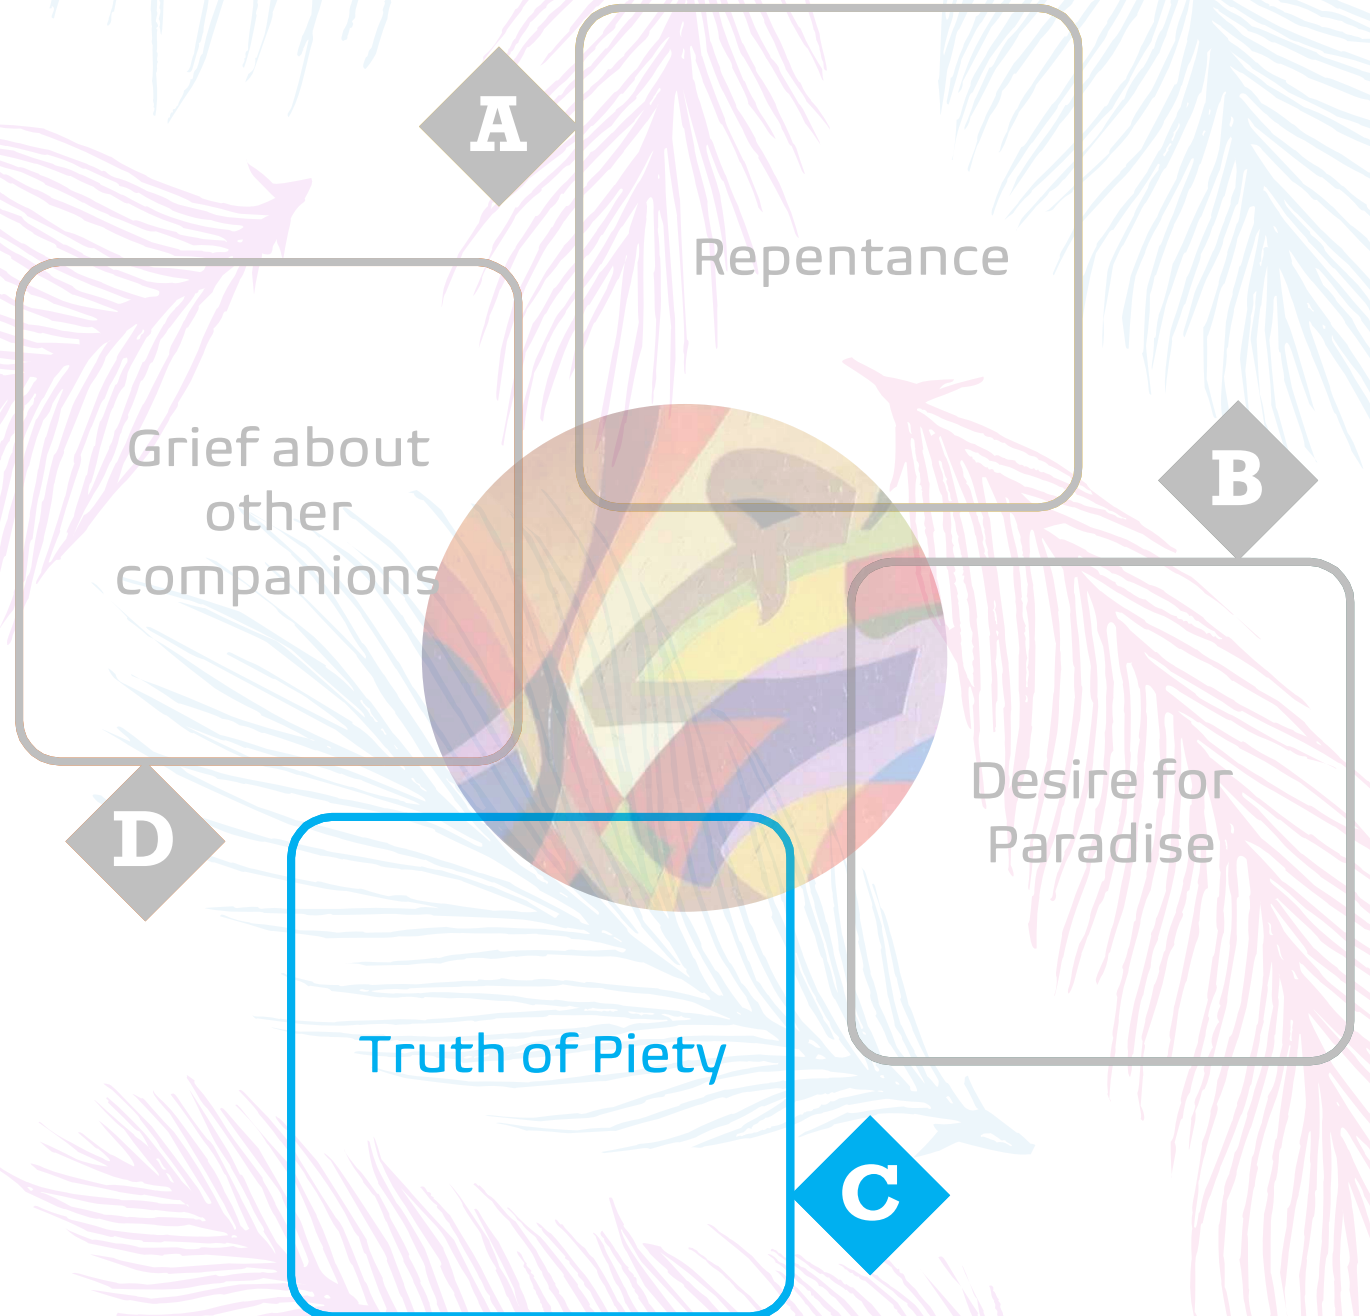 A
Repentance
B
Desire for
Paradise
C
Truth of Piety
D
Grief about
other
companions